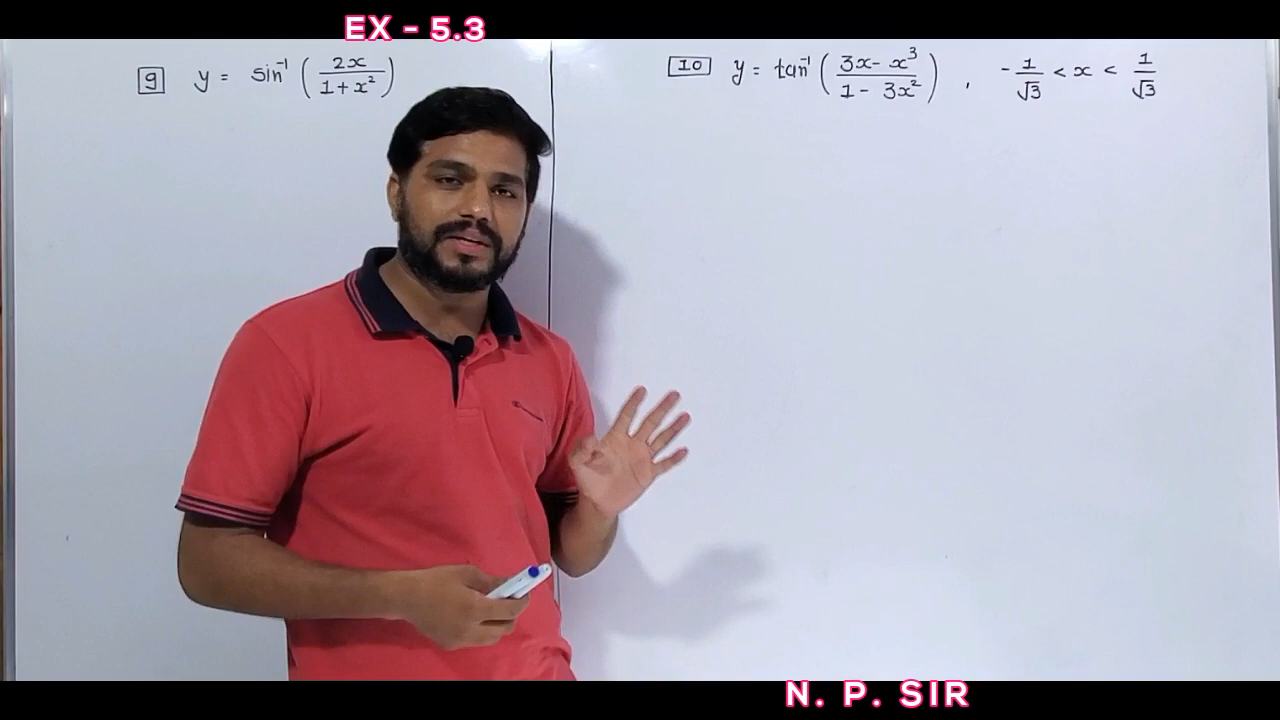 EX - 5.3
9 y = sin⁻¹ ( 2x / 1 + x² )
10 y = tan⁻¹ ( 3x - x³ / 1 - 3x² ) , - 1/√3 < x < 1/√3
N. P. SIR